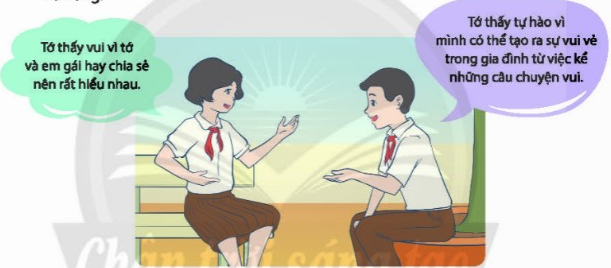 Tớ thấy vui vì tớ
và em gái hay chia sẻ
nên rất hiểu nhau.
Tớ thấy tự hào vì
mình có thể tạo ra sự vui vẻ
trong gia đình từ việc kể
những câu chuyện vui.
Chân trời sáng tạo